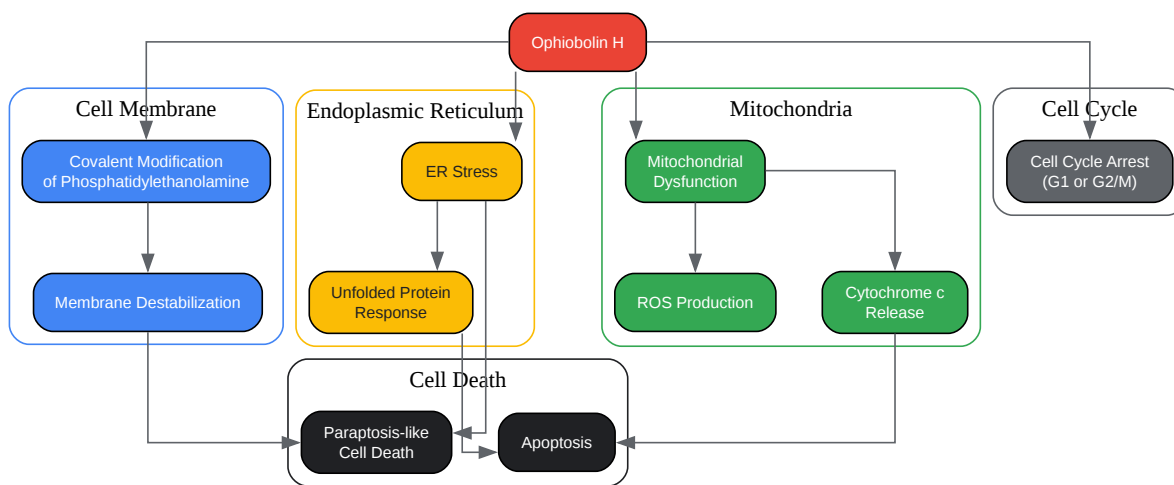 Ophiobolin H
Cell Membrane
Endoplasmic Reticulum
Mitochondria
Cell Cycle
Covalent Modification
of Phosphatidylethanolamine
ER Stress
Mitochondrial
Dysfunction
Cell Cycle Arrest
(G1 or G2/M)
Membrane Destabilization
Unfolded Protein
Response
ROS Production
Cytochrome c
Release
Cell Death
Paraptosis-like
Cell Death
Apoptosis